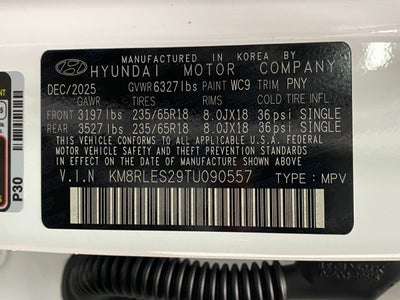 MANUFACTURED IN KOREA BY
HYUNDAI MOTOR COMPANY
DEC/2025 GVWR 6327lbs PAINT WC9 TRIM PNY
GAWR TIRES RIMS COLD TIRE INFL
FRONT 3197lbs 235/65R18 8.0JX18 36psi SINGLE
REAR 3527lbs 235/65R18 8.0JX18 36psi SINGLE
THIS VEHICLE CONFORMS TO ALL APPLICABLE U.S. FEDERAL
MOTOR VEHICLE SAFETY AND THEFT PREVENTION STANDARDS
IN EFFECT ON THE DATE OF MANUFACTURE SHOWN ABOVE.
V.I.N KM8RLES29TU090557 TYPE : MPV
P30